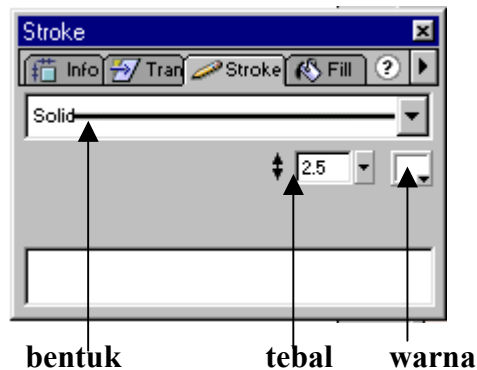 Stroke
Info Tran Stroke Fill ?
Solid
2.5
bentuk tebal warna